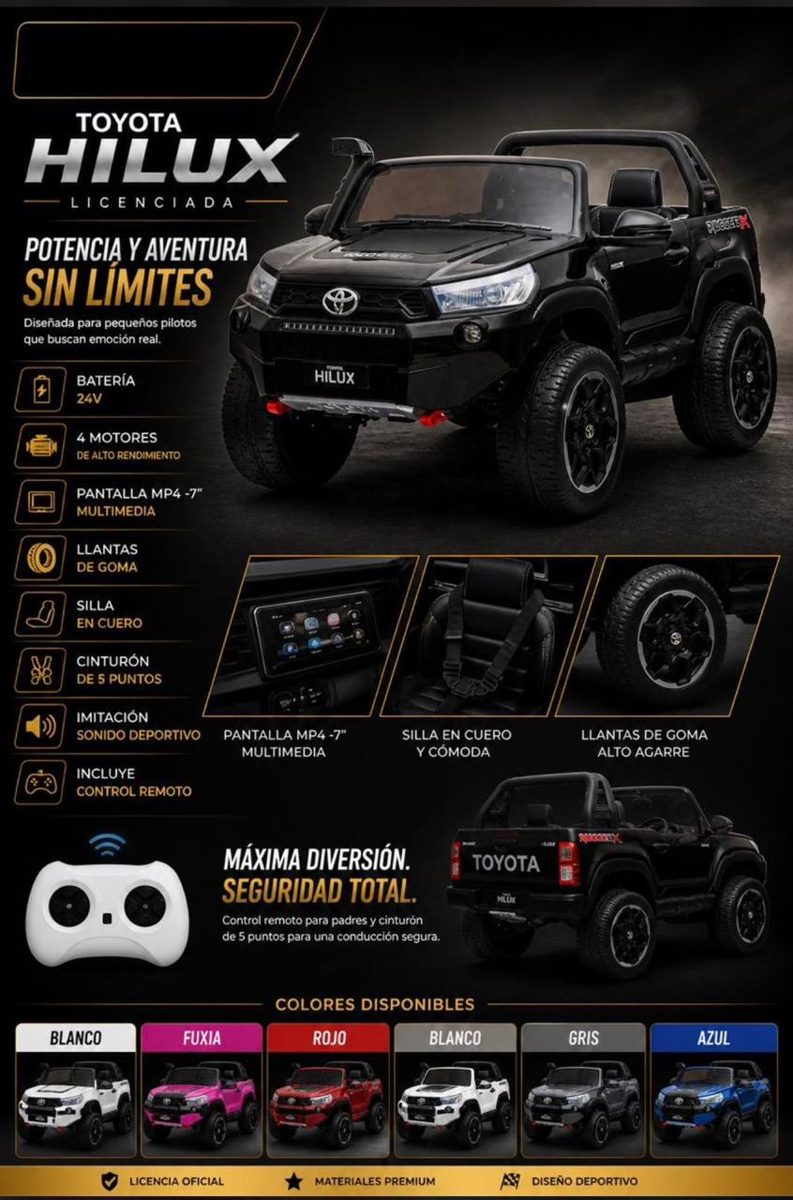 TOYOTA
HILUX
LICENCIADA
POTENCIA Y AVENTURA
SIN LÍMITES
Diseñada para pequeños pilotos
que buscan emoción real.
BATERÍA
24V
4 MOTORES
DE ALTO RENDIMIENTO
PANTALLA MP4 -7"
MULTIMEDIA
LLANTAS
DE GOMA
SILLA
EN CUERO
CINTURÓN
DE 5 PUNTOS
IMITACIÓN
SONIDO DEPORTIVO
INCLUYE
CONTROL REMOTO
RUGGED X
HILUX
TOYOTA
HILUX
PANTALLA MP4 -7"
MULTIMEDIA
SILLA EN CUERO
Y CÓMODA
LLANTAS DE GOMA
ALTO AGARRE
MÁXIMA DIVERSIÓN.
SEGURIDAD TOTAL.
Control remoto para padres y cinturón
de 5 puntos para una conducción segura.
RUGGED X
TOYOTA
HILUX
COLORES DISPONIBLES
BLANCO
FUXIA
ROJO
BLANCO
GRIS
AZUL
LICENCIA OFICIAL
MATERIALES PREMIUM
DISEÑO DEPORTIVO